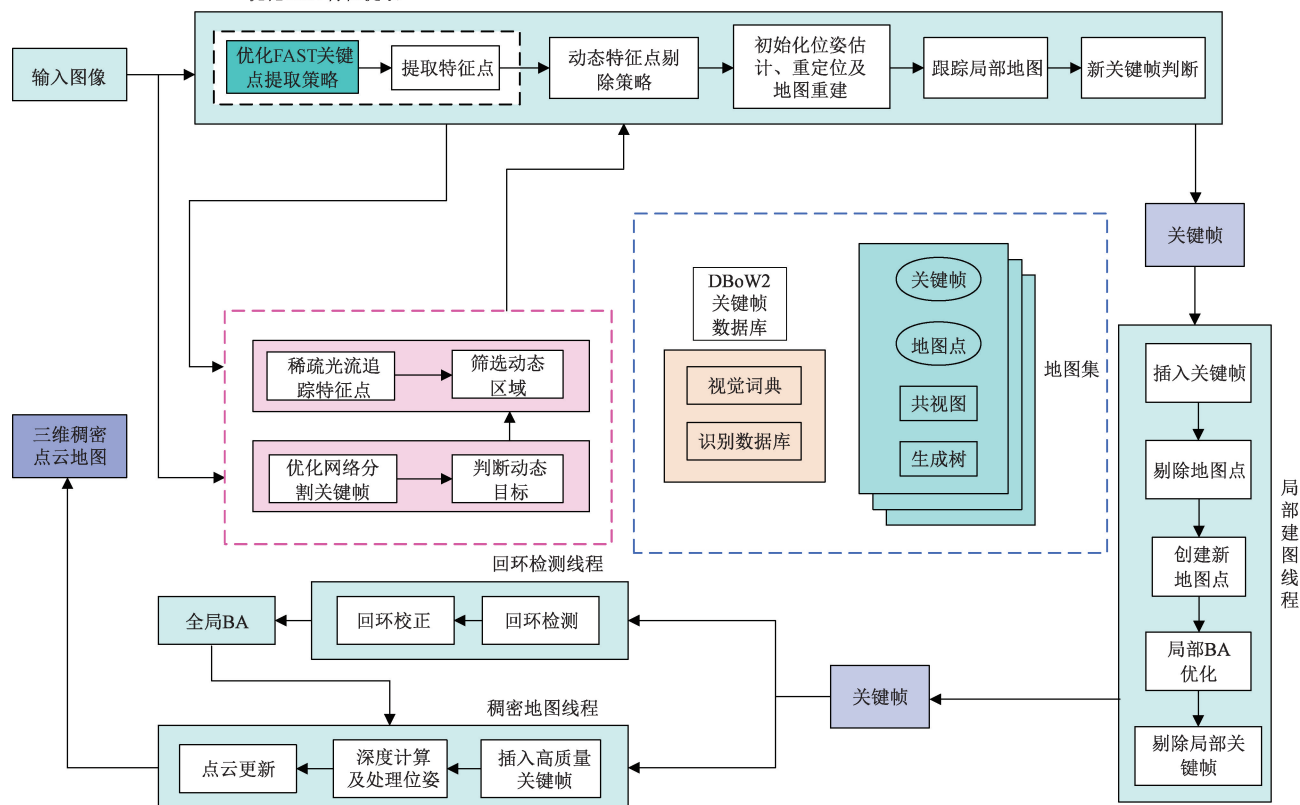 输入图像
优化FAST关键
点提取策略
提取特征点
动态特征点剔
除策略
初始化位姿估
计、重定位及
地图重建
跟踪局部地图
新关键帧判断
关键帧
稀疏光流追
踪特征点
筛选动态
区域
优化网络分
割关键帧
判断动态
目标
DBoW2
关键帧
数据库
视觉词典
识别数据库
关键帧
地图点
共视图
生成树
地图集
插入关键帧
剔除地图点
创建新
地图点
局部BA
优化
剔除局部关
键帧
局
部
建
图
线
程
三维稠密
点云地图
回环检测线程
全局BA
回环校正
回环检测
关键帧
稠密地图线程
点云更新
深度计算
及处理位姿
插入高质量
关键帧